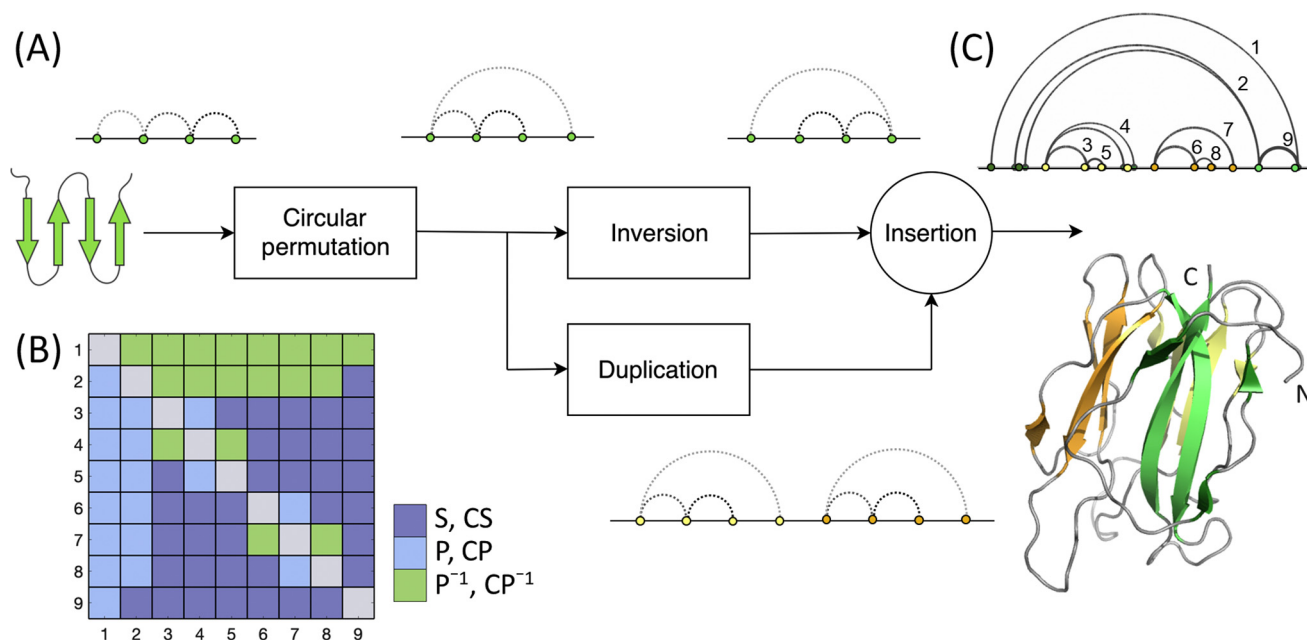 (A)
(C)
1
2
4
7
3
5
6
8
9
Circular
permutation
Inversion
Insertion
Duplication
(B)
1
2
3
4
5
6
7
8
9
1 2 3 4 5 6 7 8 9
S, CS
P, CP
P⁻¹, CP⁻¹
C
N